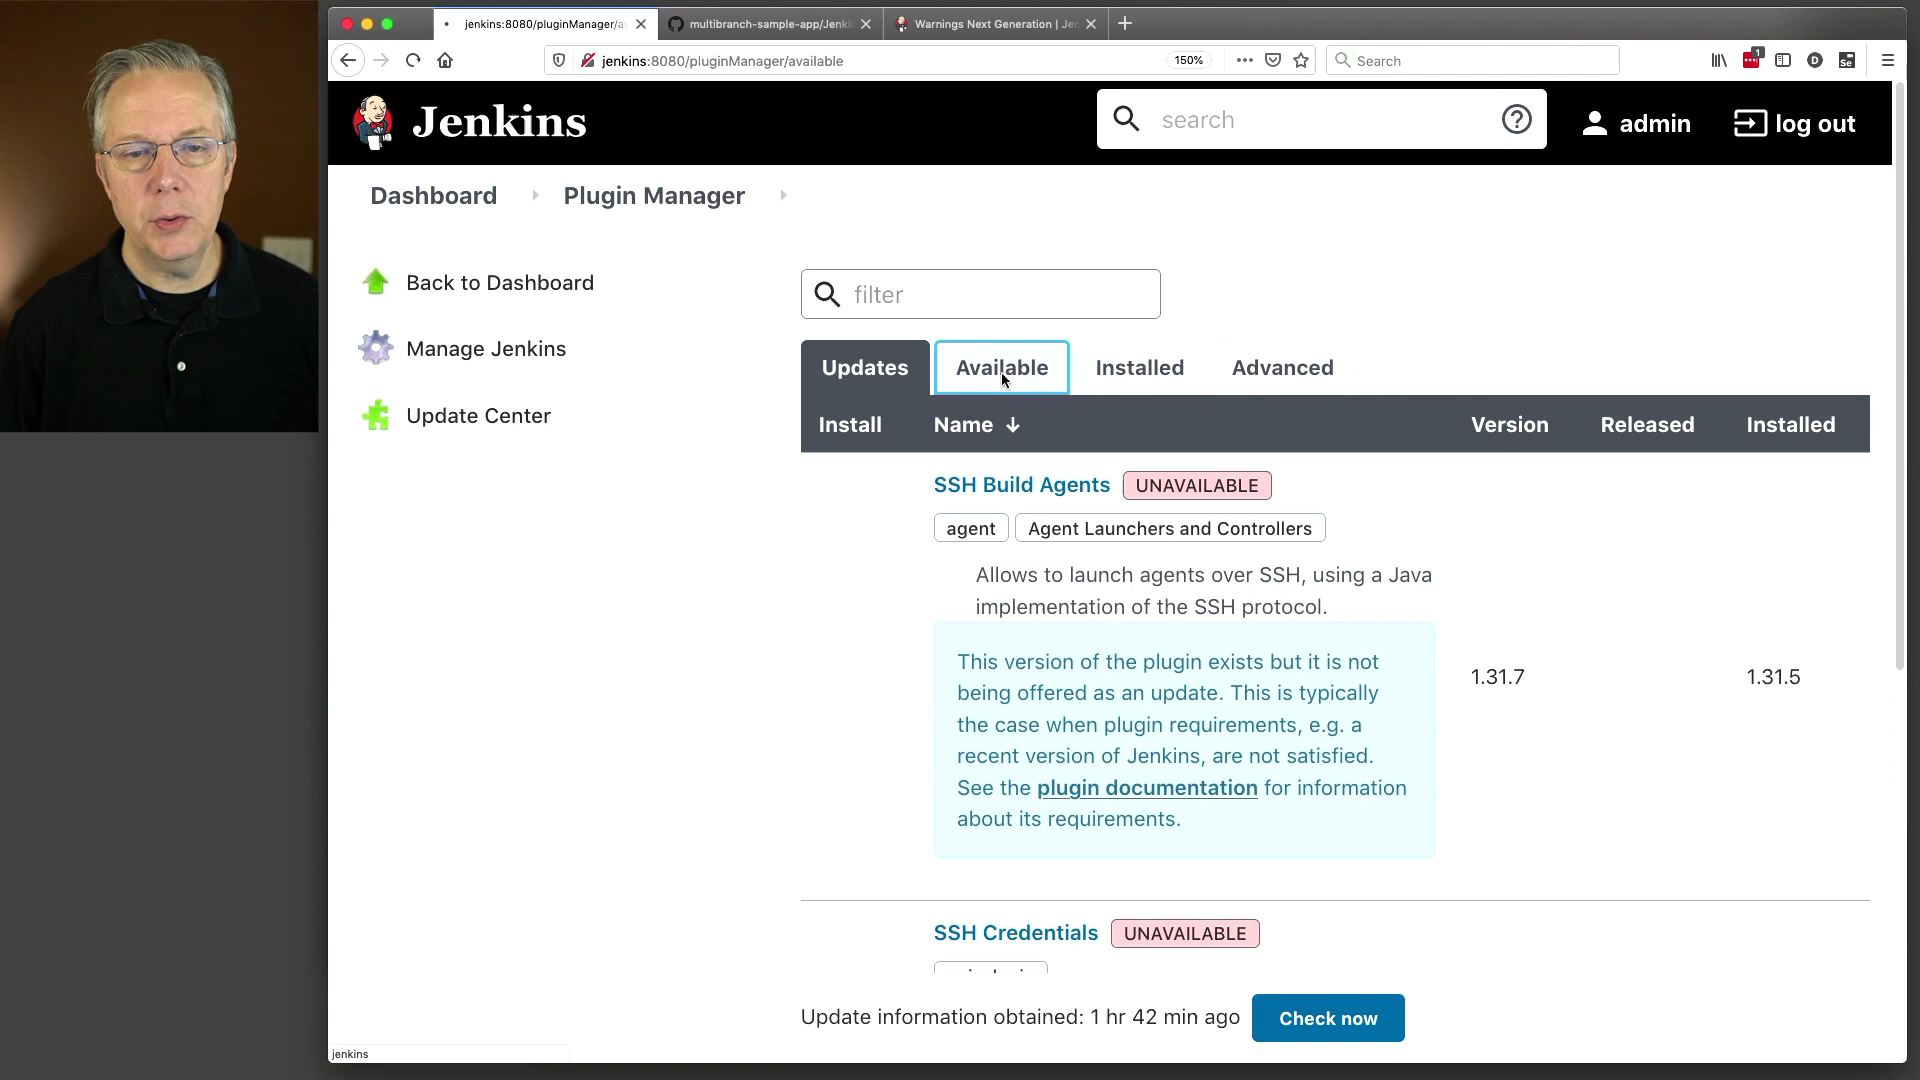 jenkins:8080/pluginManager/a
multibranch-sample-app/Jenki
Warnings Next Generation | Jen
jenkins:8080/pluginManager/available
150%
Search
1
D
Se
Jenkins
search
admin
log out
Dashboard
Plugin Manager
Back to Dashboard
Manage Jenkins
Update Center
filter
Updates
Available
Installed
Advanced
Install
Name ↓
Version
Released
Installed
SSH Build Agents
UNAVAILABLE
agent
Agent Launchers and Controllers
Allows to launch agents over SSH, using a Java
implementation of the SSH protocol.
This version of the plugin exists but it is not
being offered as an update. This is typically
the case when plugin requirements, e.g. a
recent version of Jenkins, are not satisfied.
See the plugin documentation for information
about its requirements.
1.31.7
1.31.5
SSH Credentials
UNAVAILABLE
Update information obtained: 1 hr 42 min ago
Check now
jenkins